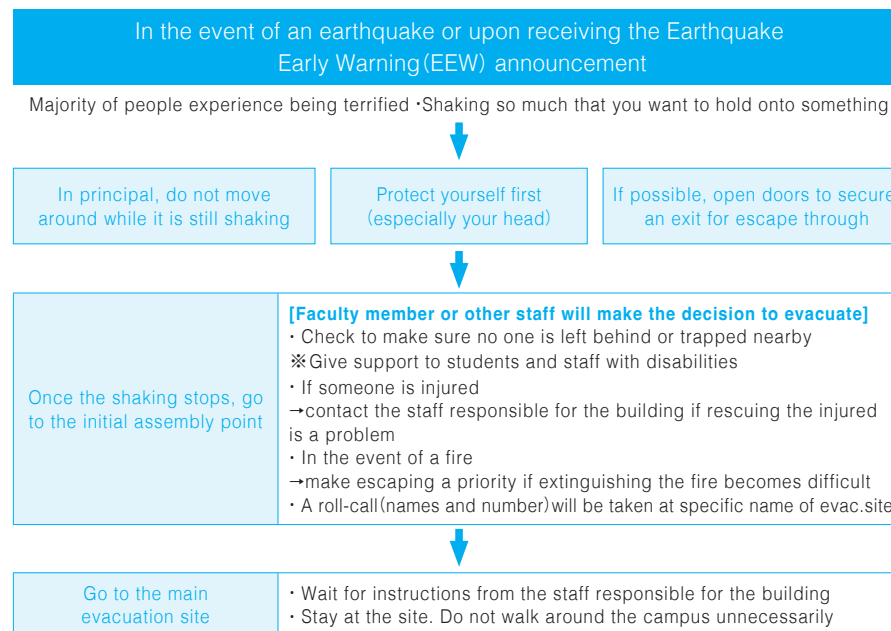 In the event of an earthquake or upon receiving the Earthquake
Early Warning(EEW) announcement
Majority of people experience being terrified ・Shaking so much that you want to hold onto something
In principal, do not move
around while it is still shaking
Protect yourself first
(especially your head)
If possible, open doors to secure
an exit for escape through
Once the shaking stops, go
to the initial assembly point
[Faculty member or other staff will make the decision to evacuate]
・Check to make sure no one is left behind or trapped nearby
※Give support to students and staff with disabilities
・If someone is injured
→contact the staff responsible for the building if rescuing the injured
is a problem
・In the event of a fire
→make escaping a priority if extinguishing the fire becomes difficult
・A roll-call(names and number)will be taken at specific name of evac.site
Go to the main
evacuation site
・Wait for instructions from the staff responsible for the building
・Stay at the site. Do not walk around the campus unnecessarily